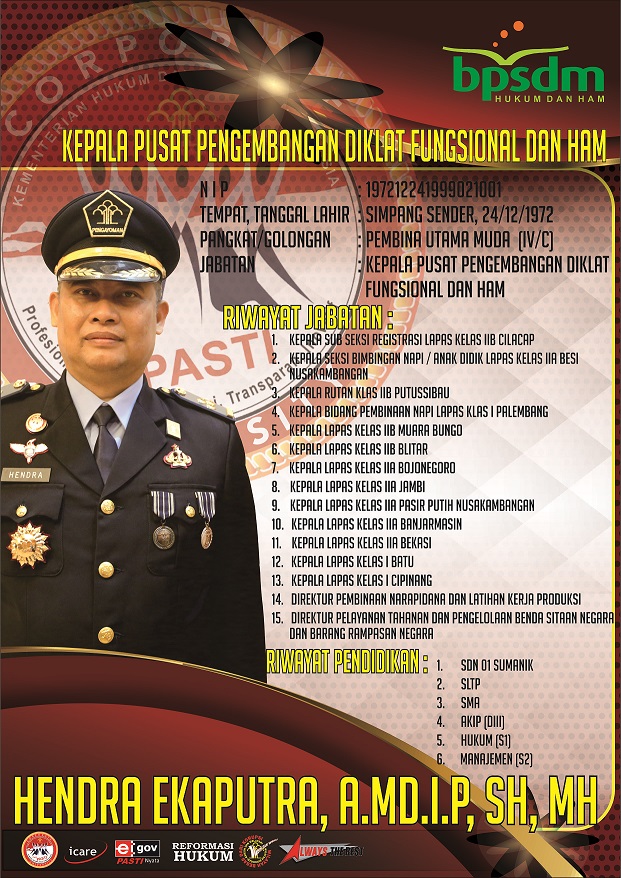 bpsdm
HUKUM DAN HAM
KEPALA PUSAT PENGEMBANGAN DIKLAT FUNGSIONAL DAN HAM
N I P : 197212241999021001
TEMPAT, TANGGAL LAHIR : SIMPANG SENDER, 24/12/1972
PANGKAT/GOLONGAN : PEMBINA UTAMA MUDA (IV/C)
JABATAN : KEPALA PUSAT PENGEMBANGAN DIKLAT
FUNGSIONAL DAN HAM
RIWAYAT JABATAN :
1. KEPALA SUB SEKSI REGISTRASI LAPAS KELAS IIB CILACAP
2. KEPALA SEKSI BIMBINGAN NAPI / ANAK DIDIK LAPAS KELAS IIA BESI
NUSAKAMBANGAN
3. KEPALA RUTAN KLAS IIB PUTUSSIBAU
4. KEPALA BIDANG PEMBINAAN NAPI LAPAS KLAS I PALEMBANG
5. KEPALA LAPAS KELAS IIB MUARA BUNGO
6. KEPALA LAPAS KELAS IIB BLITAR
7. KEPALA LAPAS KELAS IIA BOJONEGORO
8. KEPALA LAPAS KELAS IIA JAMBI
9. KEPALA LAPAS KELAS IIA PASIR PUTIH NUSAKAMBANGAN
10. KEPALA LAPAS KELAS IIA BANJARMASIN
11. KEPALA LAPAS KELAS IIA BEKASI
12. KEPALA LAPAS KELAS I BATU
13. KEPALA LAPAS KELAS I CIPINANG
14. DIREKTUR PEMBINAAN NARAPIDANA DAN LATIHAN KERJA PRODUKSI
15. DIREKTUR PELAYANAN TAHANAN DAN PENGELOLAAN BENDA SITAAN NEGARA
DAN BARANG RAMPASAN NEGARA
RIWAYAT PENDIDIKAN :
1. SDN 01 SUMANIK
2. SLTP
3. SMA
4. AKIP (DIII)
5. HUKUM (S1)
6. MANAJEMEN (S2)
PENGAYOMAN
HENDRA
PASTI
HENDRA EKAPUTRA, A.MD.I.P, SH, MH
icare
e-gov
PASTI Nyata
REFORMASI
HUKUM
ALWAYS THE BEST